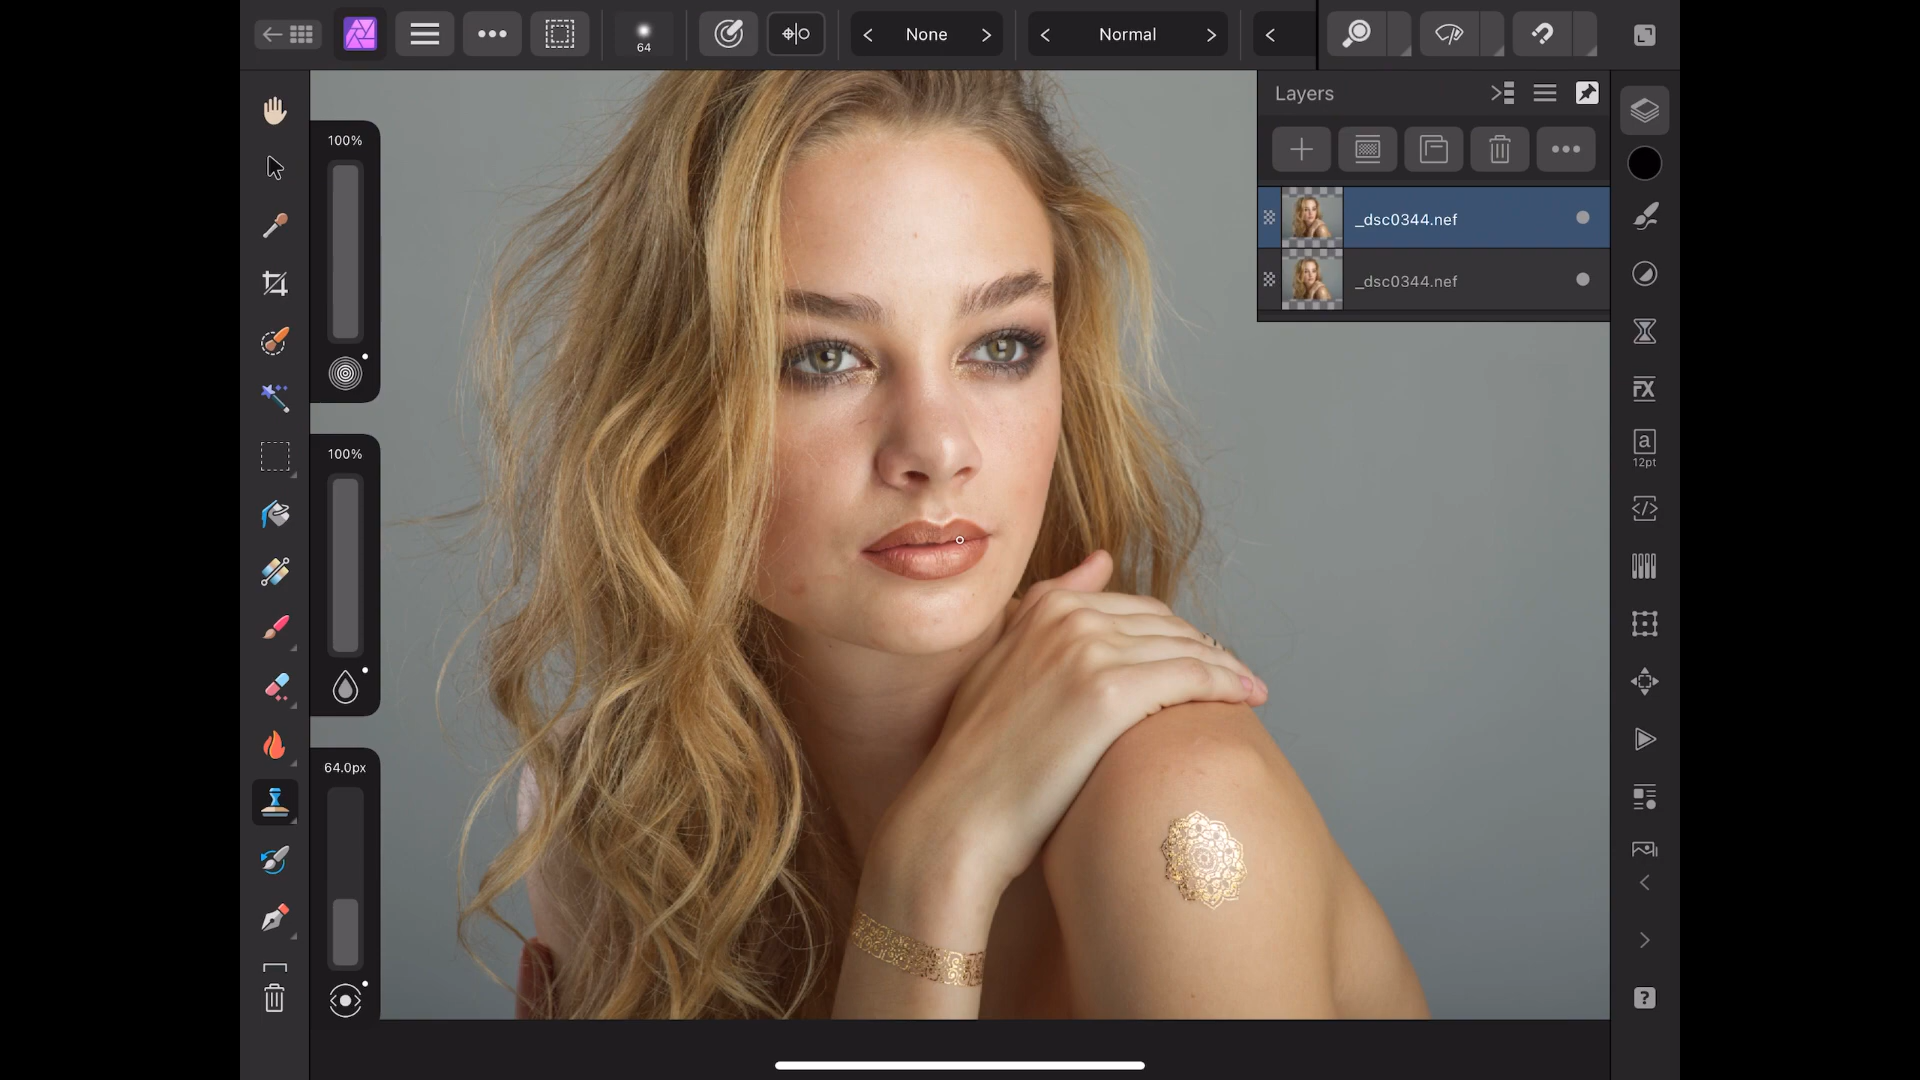 64
None
Normal
Layers
100%
_dsc0344.nef
_dsc0344.nef
FX
a
12pt
100%
64.0px
?